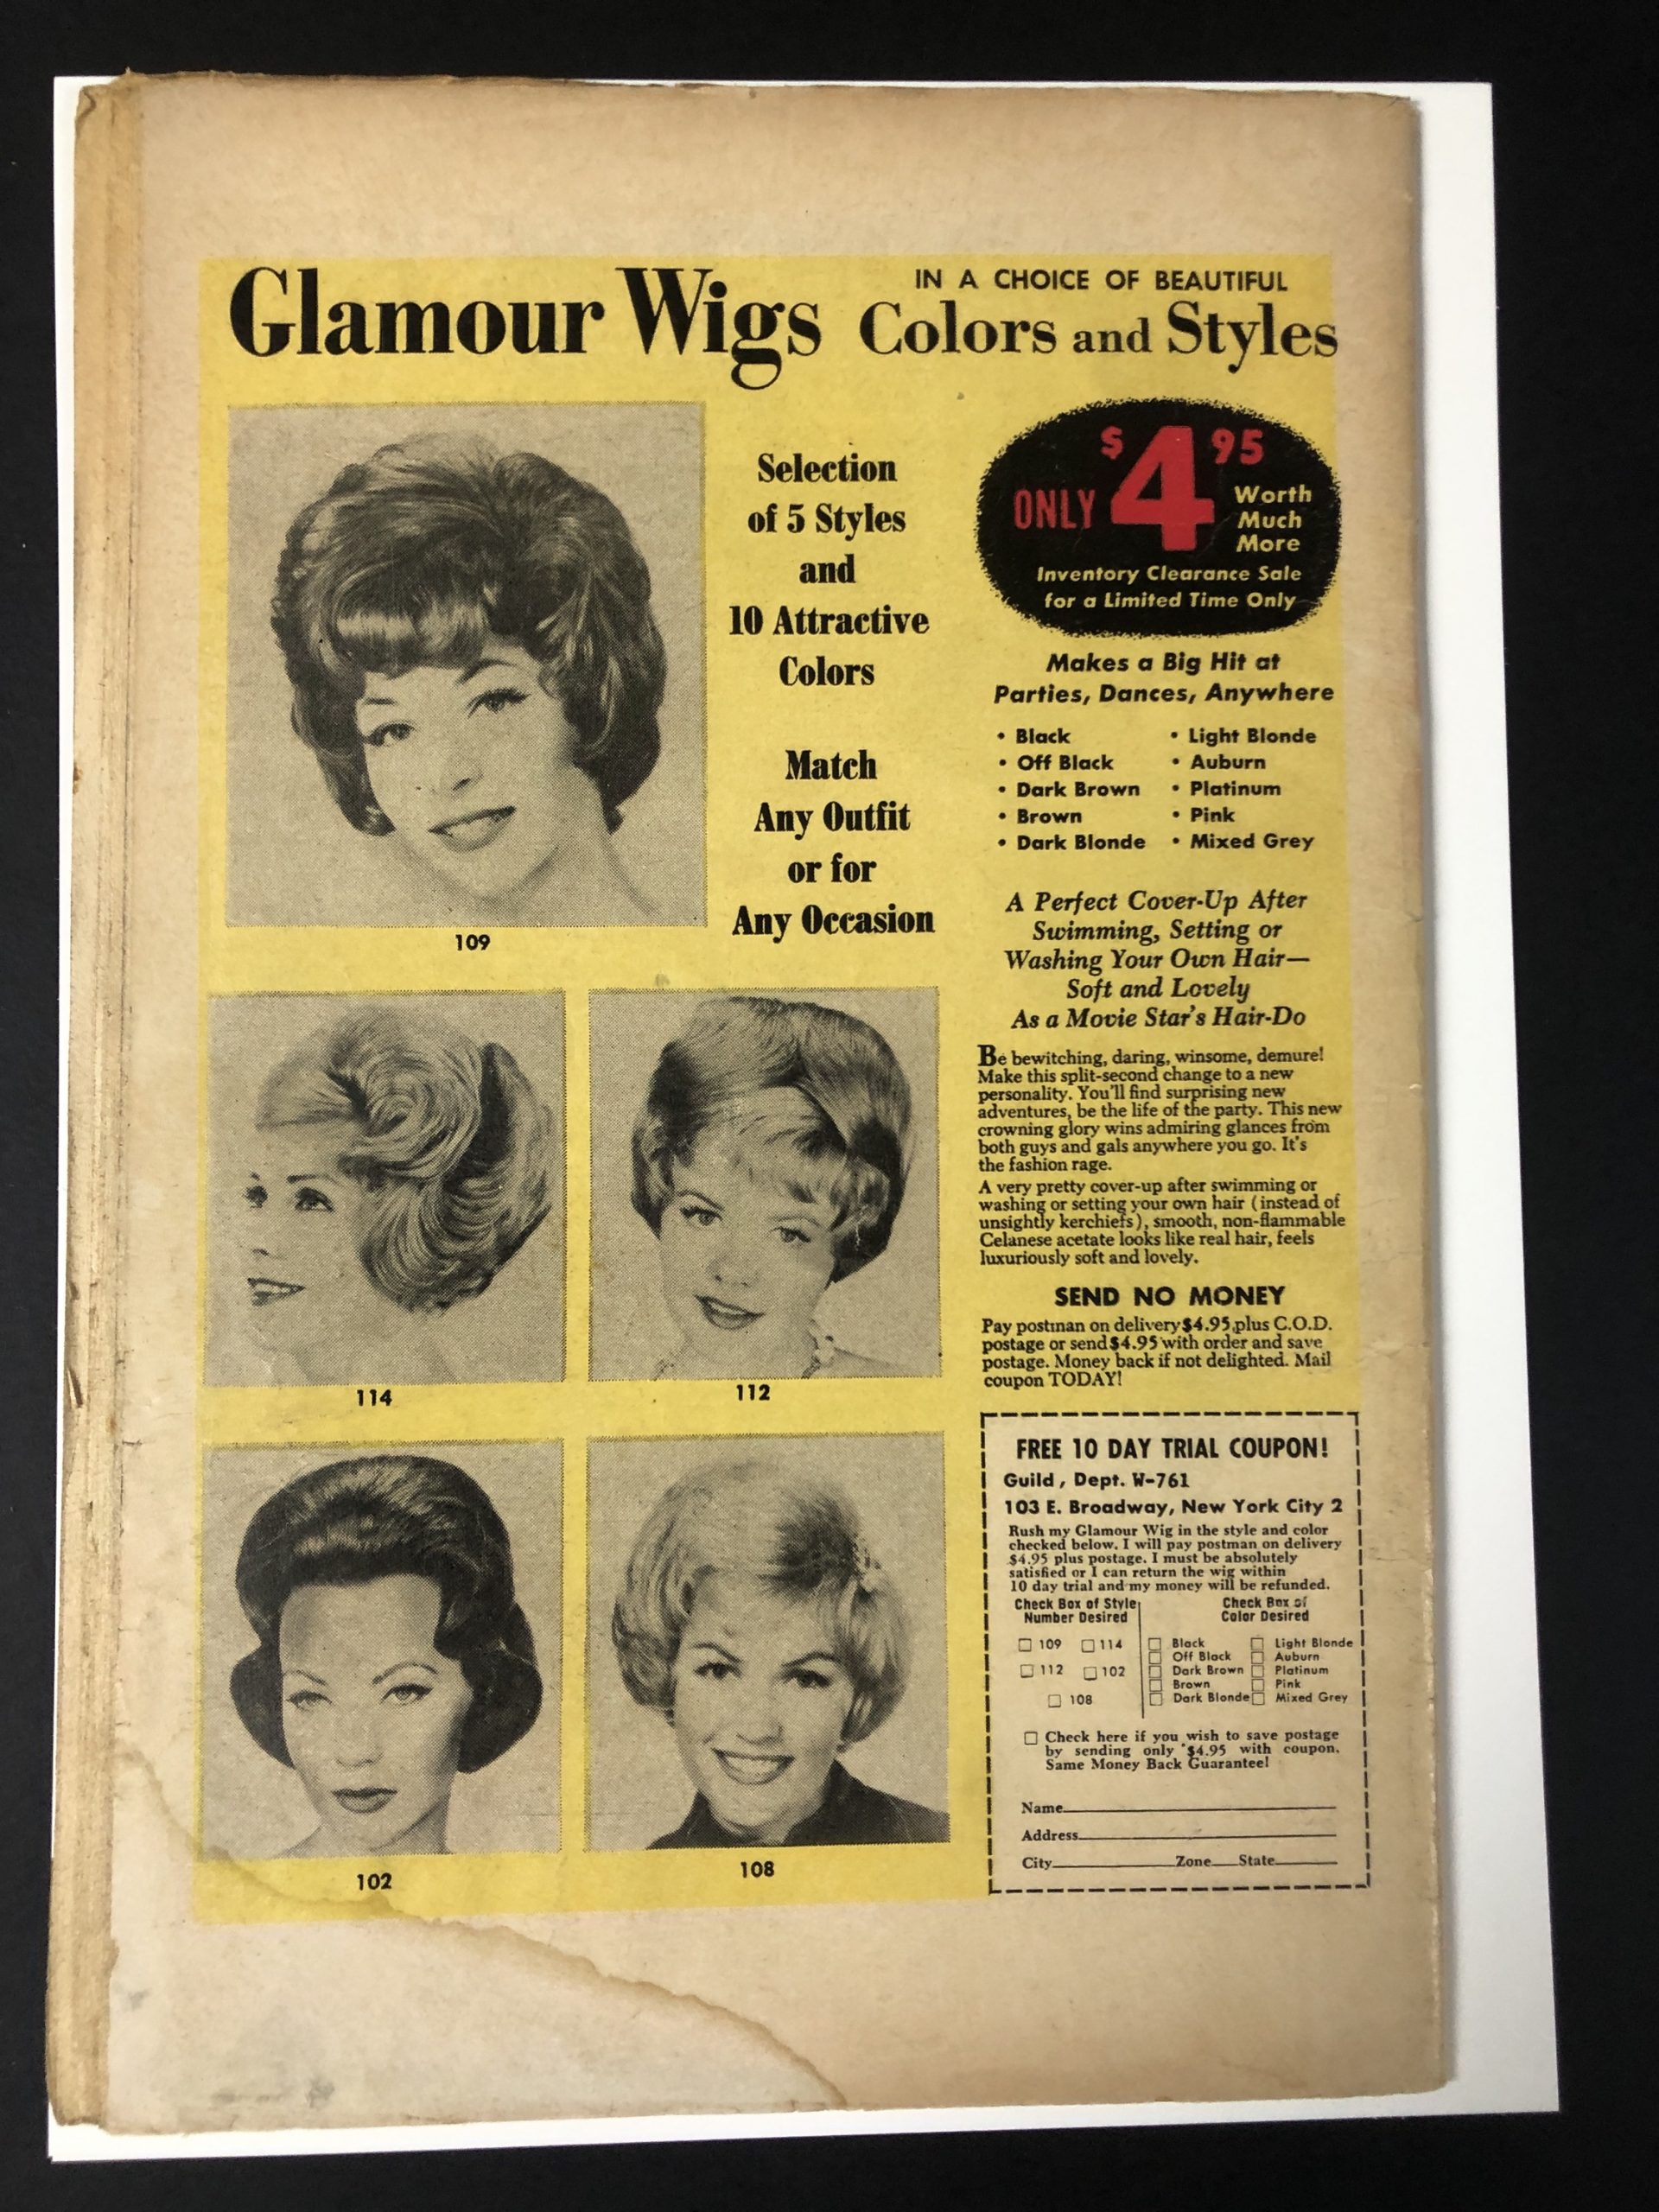 Glamour Wigs
IN A CHOICE OF BEAUTIFUL
Colors and Styles
109
Selection
of 5 Styles
and
10 Attractive
Colors
Match
Any Outfit
or for
Any Occasion
114
112
102
108
ONLY $4.95
Worth
Much
More
Inventory Clearance Sale
for a Limited Time Only
Makes a Big Hit at
Parties, Dances, Anywhere
• Black
• Off Black
• Dark Brown
• Brown
• Dark Blonde
• Light Blonde
• Auburn
• Platinum
• Pink
• Mixed Grey
A Perfect Cover-Up After
Swimming, Setting or
Washing Your Own Hair—
Soft and Lovely
As a Movie Star's Hair-Do
Be bewitching, daring, winsome, demure!
Make this split-second change to a new
personality. You'll find surprising new
adventures, be the life of the party. This new
crowning glory wins admiring glances from
both guys and gals anywhere you go. It's
the fashion rage.
A very pretty cover-up after swimming or
washing or setting your own hair (instead of
unsightly kerchiefs), smooth, non-flammable
Celanese acetate looks like real hair, feels
luxuriously soft and lovely.
SEND NO MONEY
Pay postman on delivery $4.95 plus C.O.D.
postage or send $4.95 with order and save
postage. Money back if not delighted. Mail
coupon TODAY!
FREE 10 DAY TRIAL COUPON!
Guild, Dept. W-761
103 E. Broadway, New York City 2
Rush my Glamour Wig in the style and color
checked below. I will pay postman on delivery
$4.95 plus postage. I must be absolutely
satisfied or I can return the wig within
10 day trial and my money will be refunded.
Check Box of Style
Number Desired
☐ 109 ☐ 114
☐ 112 ☐ 102
☐ 108
Check Box of
Color Desired
☐ Black ☐ Light Blonde
☐ Off Black ☐ Auburn
☐ Dark Brown ☐ Platinum
☐ Brown ☐ Pink
☐ Dark Blonde ☐ Mixed Grey
☐ Check here if you wish to save postage
by sending only $4.95 with coupon.
Same Money Back Guarantee!
Name
Address
City Zone State